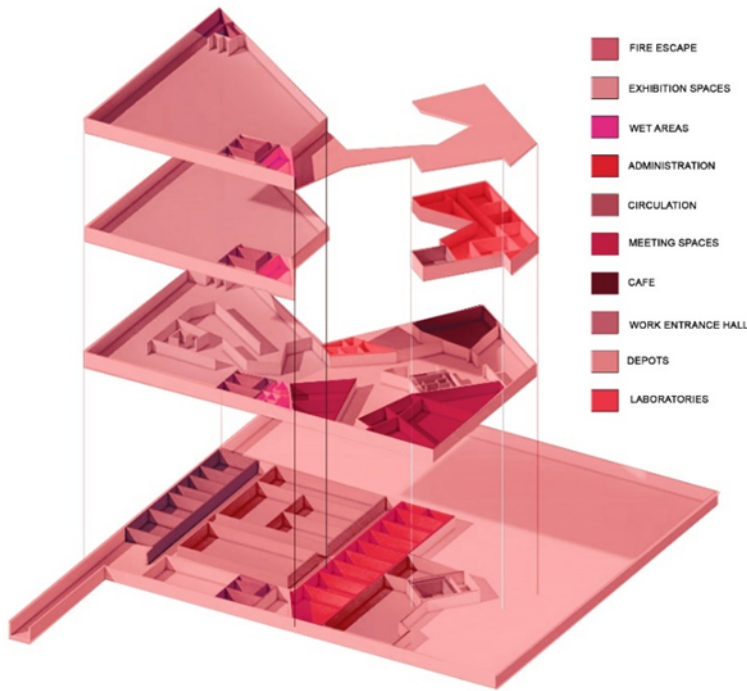 FIRE ESCAPE
EXHIBITION SPACES
WET AREAS
ADMINISTRATION
CIRCULATION
MEETING SPACES
CAFE
WORK ENTRANCE HALL
DEPOTS
LABORATORIES